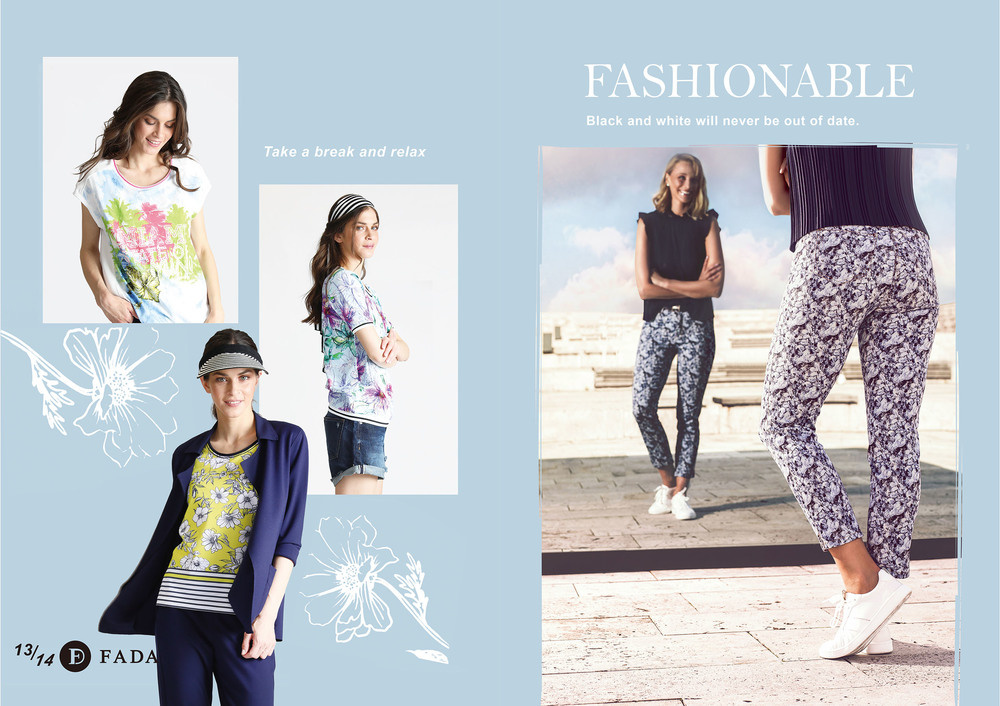 Take a break and relax
FASHIONABLE
Black and white will never be out of date.
13/14
FADA